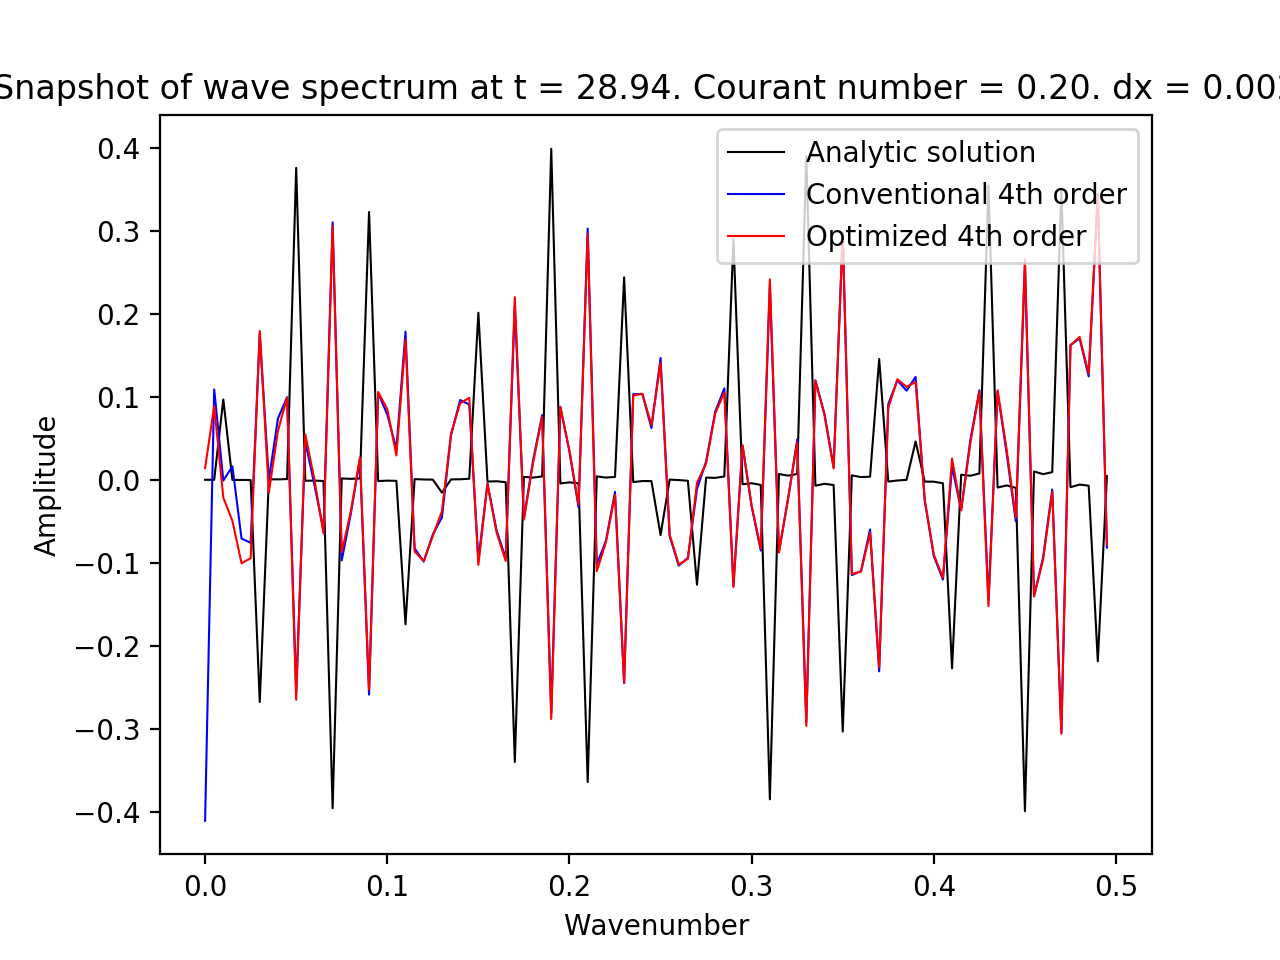 Snapshot of wave spectrum at t = 28.94. Courant number = 0.20. dx = 0.00
0.4
0.3
0.2
0.1
0.0
−0.1
−0.2
−0.3
−0.4
Amplitude
Analytic solution
Conventional 4th order
Optimized 4th order
0.0 0.1 0.2 0.3 0.4 0.5
Wavenumber